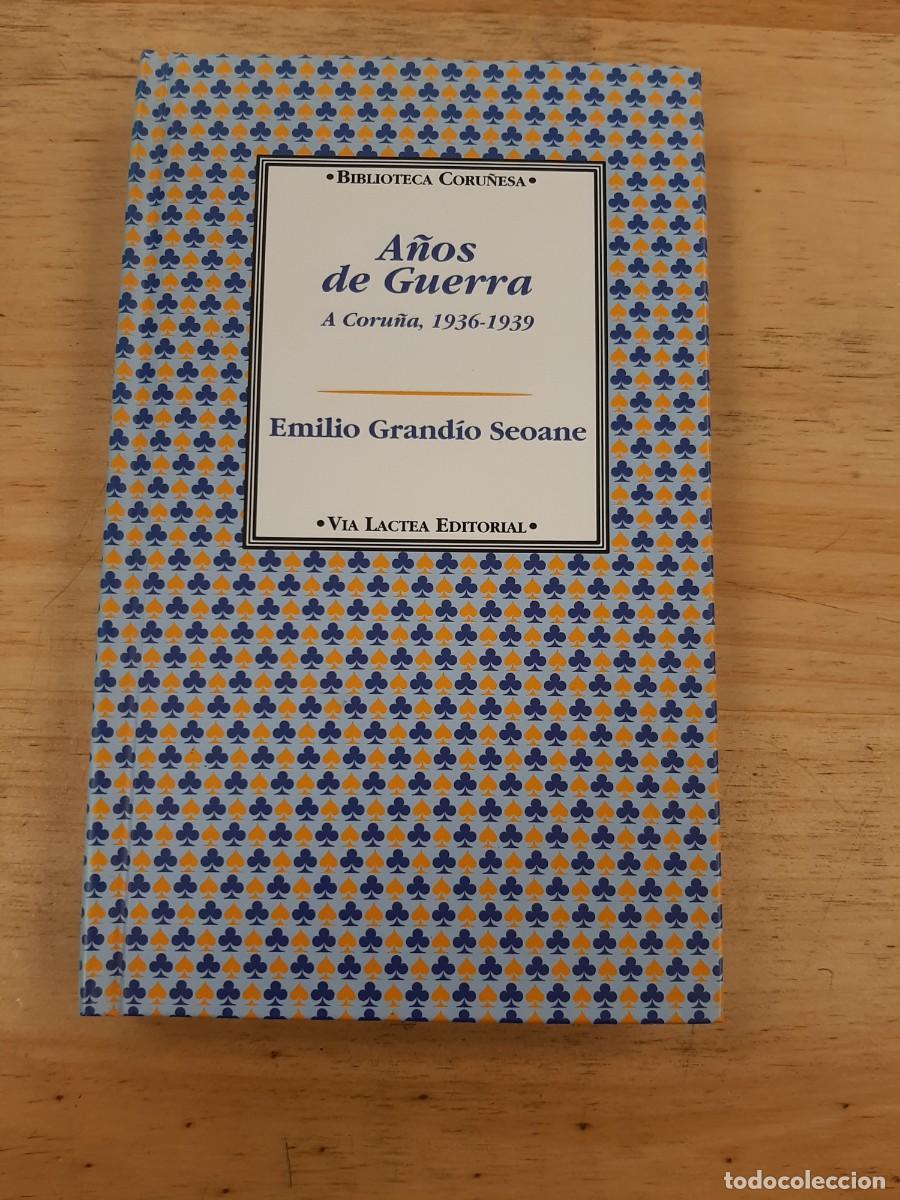 •Biblioteca Coruñesa•
Años
de Guerra
A Coruña, 1936-1939
Emilio Grandío Seoane
•Via Lactea Editorial•
todocoleccion